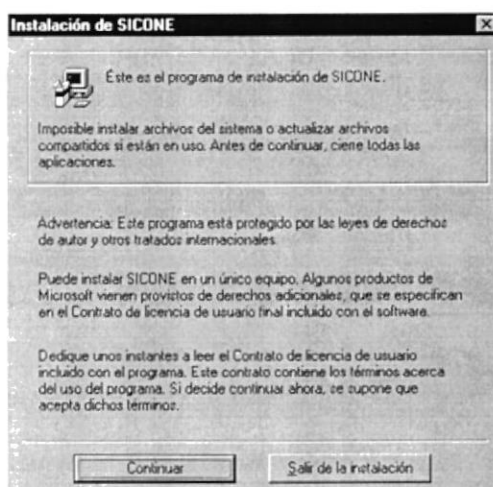 Instalación de SICONE
Éste es el programa de instalación de SICONE.
Imposible instalar archivos del sistema o actualizar archivos
compartidos si están en uso. Antes de continuar, cierre todas las
aplicaciones.
Advertencia: Este programa está protegido por las leyes de derechos
de autor y otros tratados internacionales.
Puede instalar SICONE en un único equipo. Algunos productos de
Microsoft vienen provistos de derechos adicionales, que se especifican
en el Contrato de licencia de usuario final incluido con el software.
Dedique unos instantes a leer el Contrato de licencia de usuario
incluido con el programa. Este contrato contiene los términos acerca
del uso del programa. Si decide continuar ahora, se supone que
acepta dichos términos.
Continuar
Salir de la instalación